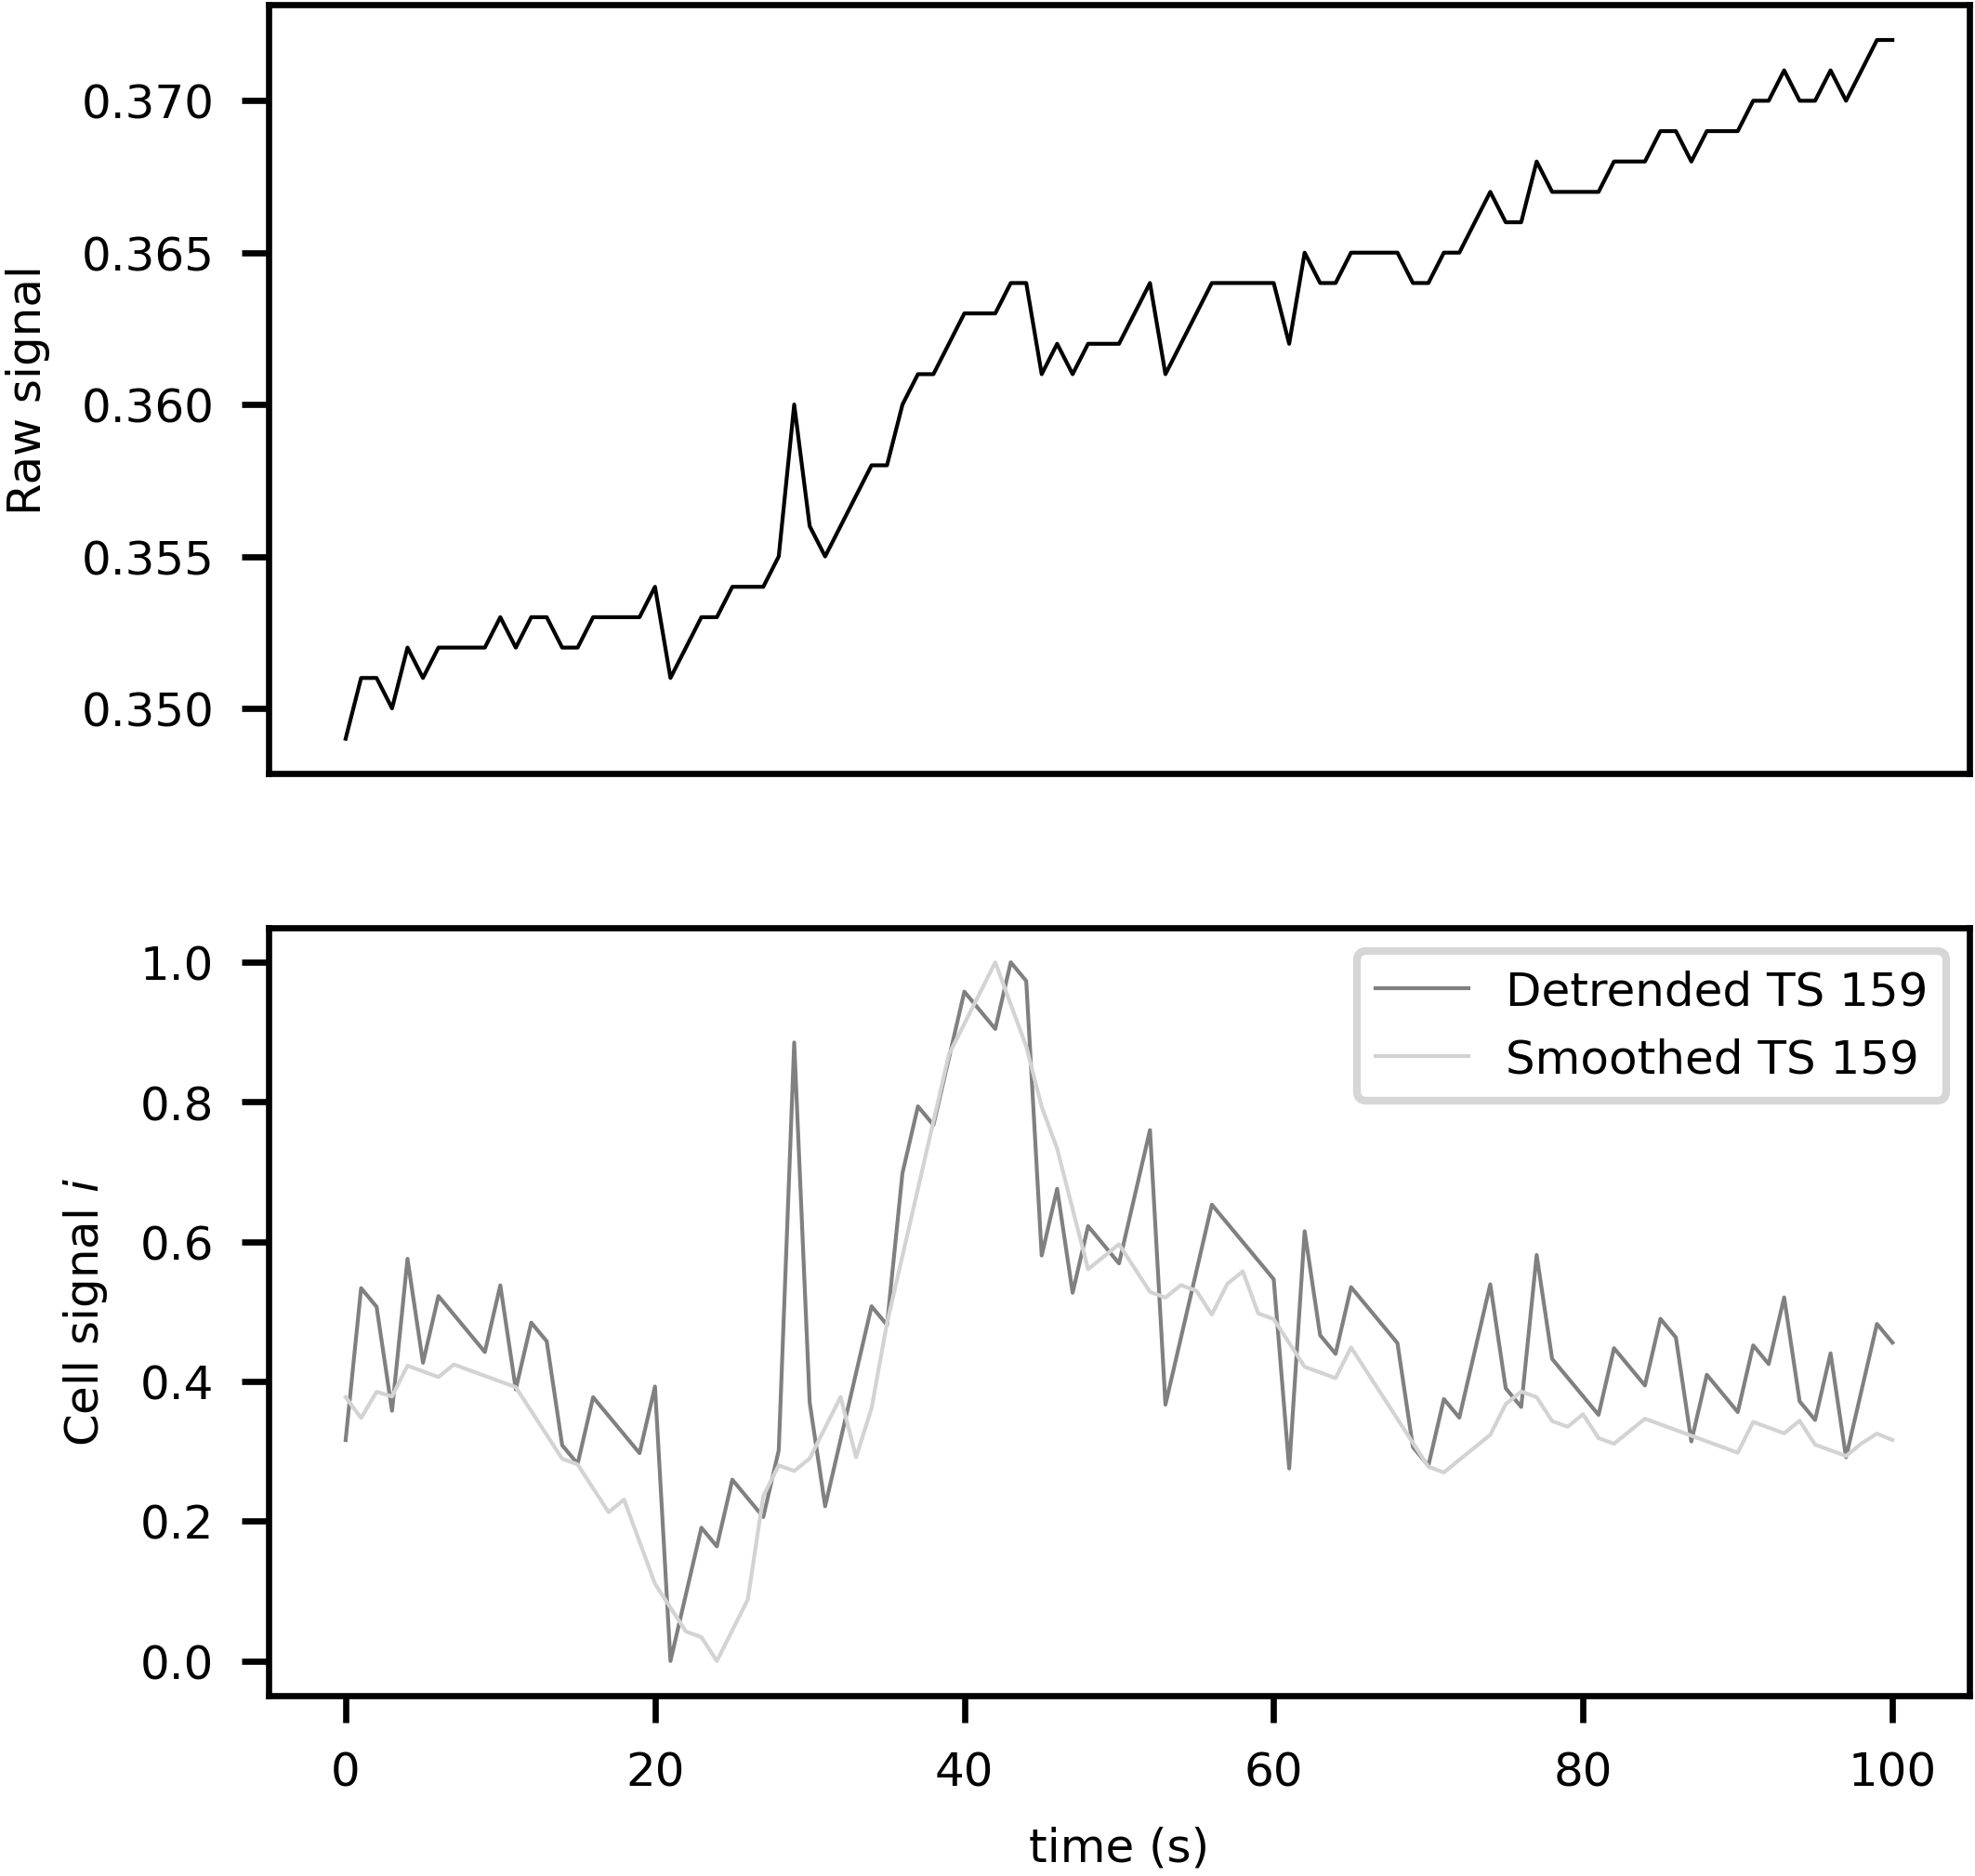 Raw signal
0.370
0.365
0.360
0.355
0.350
Cell signal i
1.0
0.8
0.6
0.4
0.2
0.0
Detrended TS 159
Smoothed TS 159
0 20 40 60 80 100
time (s)